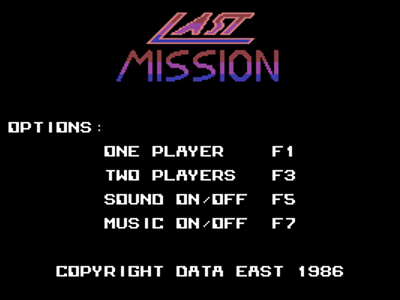 LAST
MISSION
OPTIONS:
ONE PLAYER F1
TWO PLAYERS F3
SOUND ON/OFF F5
MUSIC ON/OFF F7
COPYRIGHT DATA EAST 1986